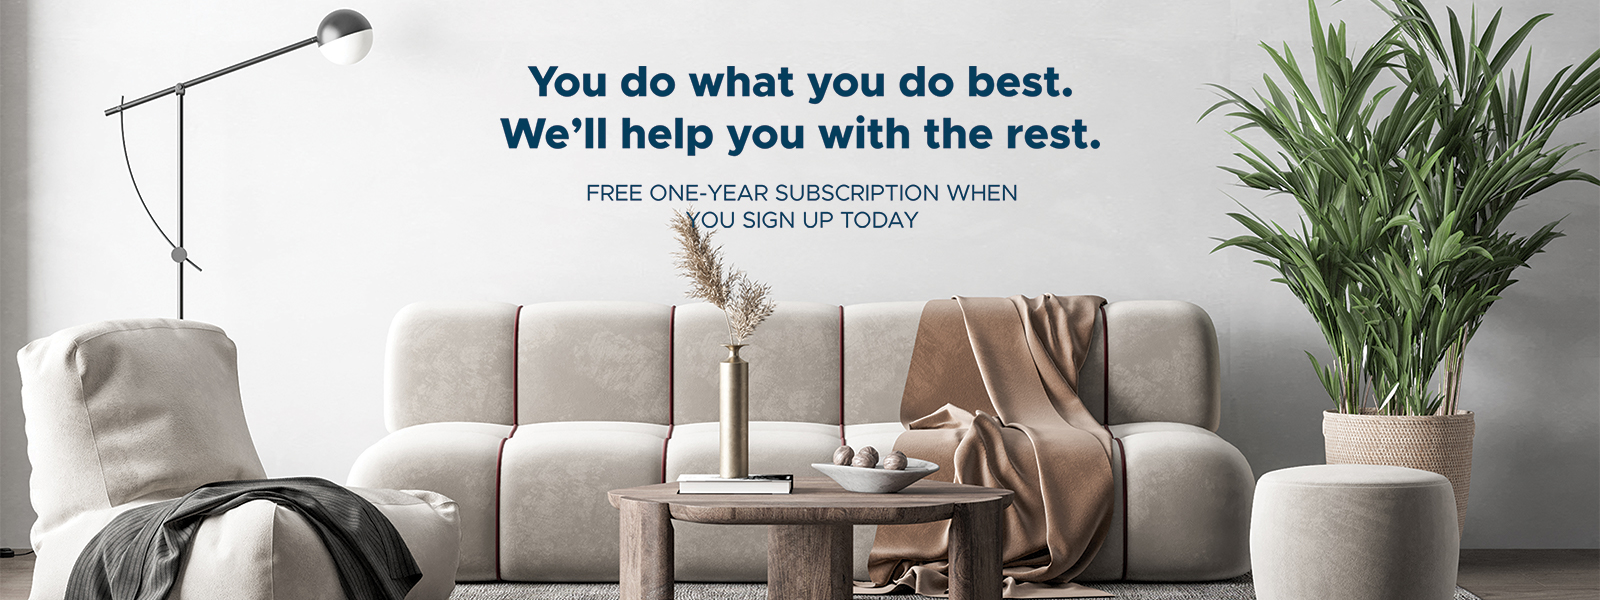 You do what you do best.
We’ll help you with the rest.
FREE ONE-YEAR SUBSCRIPTION WHEN
YOU SIGN UP TODAY